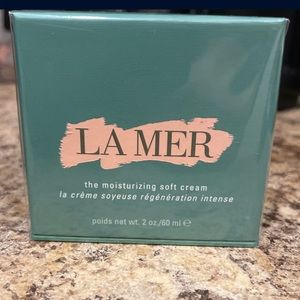 LA MER
the moisturizing soft cream
la crème soyeuse régénération intense
poids net wt. 2 oz./60 ml ℮